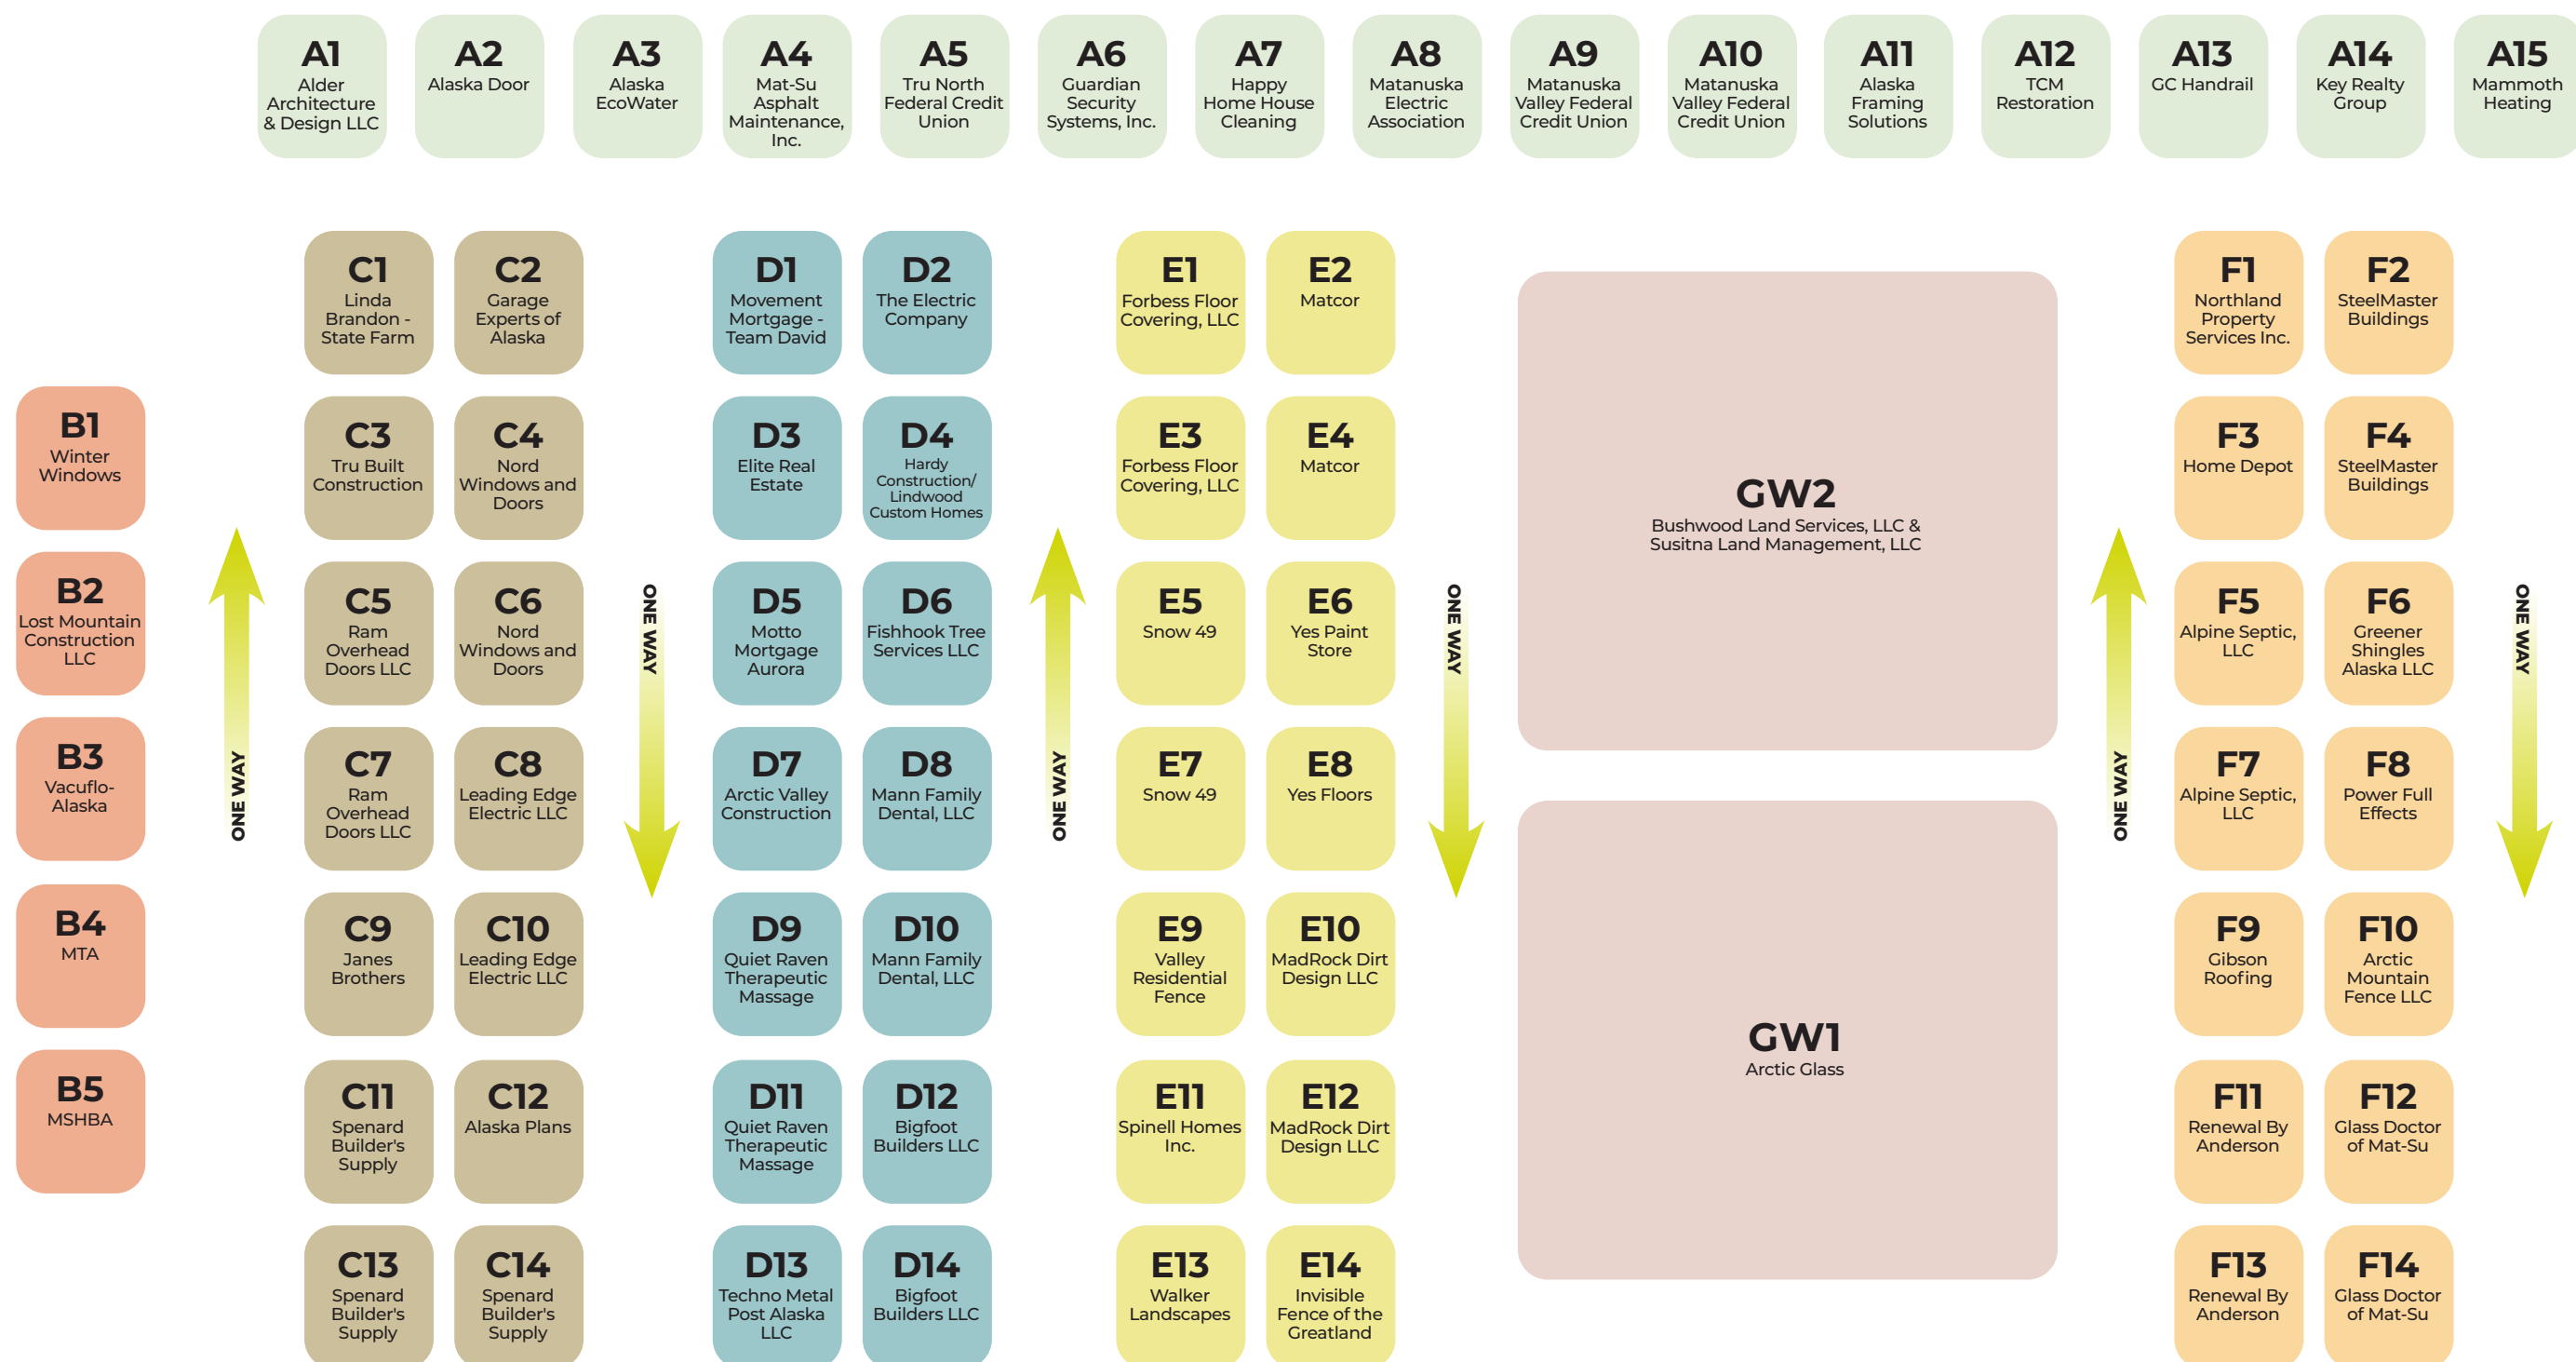 A1
Alder
Architecture
& Design LLC
A2
Alaska Door
A3
Alaska
EcoWater
A4
Mat-Su
Asphalt
Maintenance,
Inc.
A5
Tru North
Federal Credit
Union
A6
Guardian
Security
Systems, Inc.
A7
Happy
Home House
Cleaning
A8
Matanuska
Electric
Association
A9
Matanuska
Valley Federal
Credit Union
A10
Matanuska
Valley Federal
Credit Union
A11
Alaska
Framing
Solutions
A12
TCM
Restoration
A13
GC Handrail
A14
Key Realty
Group
A15
Mammoth
Heating
B1
Winter
Windows
B2
Lost Mountain
Construction
LLC
B3
Vacuflo-
Alaska
B4
MTA
B5
MSHBA
ONE WAY
C1
Linda
Brandon -
State Farm
C2
Garage
Experts of
Alaska
C3
Tru Built
Construction
C4
Nord
Windows and
Doors
C5
Ram
Overhead
Doors LLC
C6
Nord
Windows and
Doors
C7
Ram
Overhead
Doors LLC
C8
Leading Edge
Electric LLC
C9
Janes
Brothers
C10
Leading Edge
Electric LLC
C11
Spenard
Builder's
Supply
C12
Alaska Plans
C13
Spenard
Builder's
Supply
C14
Spenard
Builder's
Supply
ONE WAY
D1
Movement
Mortgage -
Team David
D2
The Electric
Company
D3
Elite Real
Estate
D4
Hardy
Construction/
Lindwood
Custom Homes
D5
Motto
Mortgage
Aurora
D6
Fishhook Tree
Services LLC
D7
Arctic Valley
Construction
D8
Mann Family
Dental, LLC
D9
Quiet Raven
Therapeutic
Massage
D10
Mann Family
Dental, LLC
D11
Quiet Raven
Therapeutic
Massage
D12
Bigfoot
Builders LLC
D13
Techno Metal
Post Alaska
LLC
D14
Bigfoot
Builders LLC
ONE WAY
E1
Forbess Floor
Covering, LLC
E2
Matcor
E3
Forbess Floor
Covering, LLC
E4
Matcor
E5
Snow 49
E6
Yes Paint
Store
E7
Snow 49
E8
Yes Floors
E9
Valley
Residential
Fence
E10
MadRock Dirt
Design LLC
E11
Spinell Homes
Inc.
E12
MadRock Dirt
Design LLC
E13
Walker
Landscapes
E14
Invisible
Fence of the
Greatland
ONE WAY
GW2
Bushwood Land Services, LLC &
Susitna Land Management, LLC
GW1
Arctic Glass
ONE WAY
F1
Northland
Property
Services Inc.
F2
SteelMaster
Buildings
F3
Home Depot
F4
SteelMaster
Buildings
F5
Alpine Septic,
LLC
F6
Greener
Shingles
Alaska LLC
F7
Alpine Septic,
LLC
F8
Power Full
Effects
F9
Gibson
Roofing
F10
Arctic
Mountain
Fence LLC
F11
Renewal By
Anderson
F12
Glass Doctor
of Mat-Su
F13
Renewal By
Anderson
F14
Glass Doctor
of Mat-Su
ONE WAY